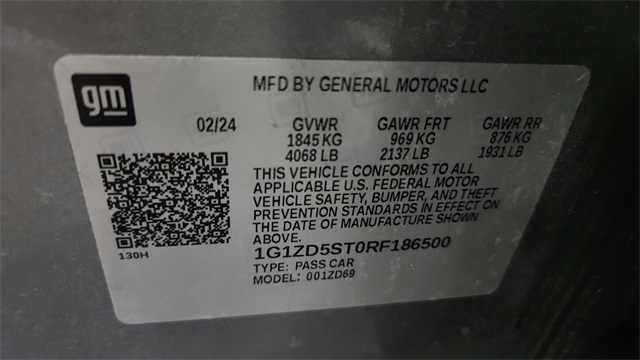 gm
MFD BY GENERAL MOTORS LLC
02/24 GVWR GAWR FRT GAWR RR
1845 KG 969 KG 876 KG
4068 LB 2137 LB 1931 LB
THIS VEHICLE CONFORMS TO ALL
APPLICABLE U.S. FEDERAL MOTOR
VEHICLE SAFETY, BUMPER, AND THEFT
PREVENTION STANDARDS IN EFFECT ON
THE DATE OF MANUFACTURE SHOWN
ABOVE.
130H
1G1ZD5ST0RF186500
TYPE: PASS CAR
MODEL: 001ZD69